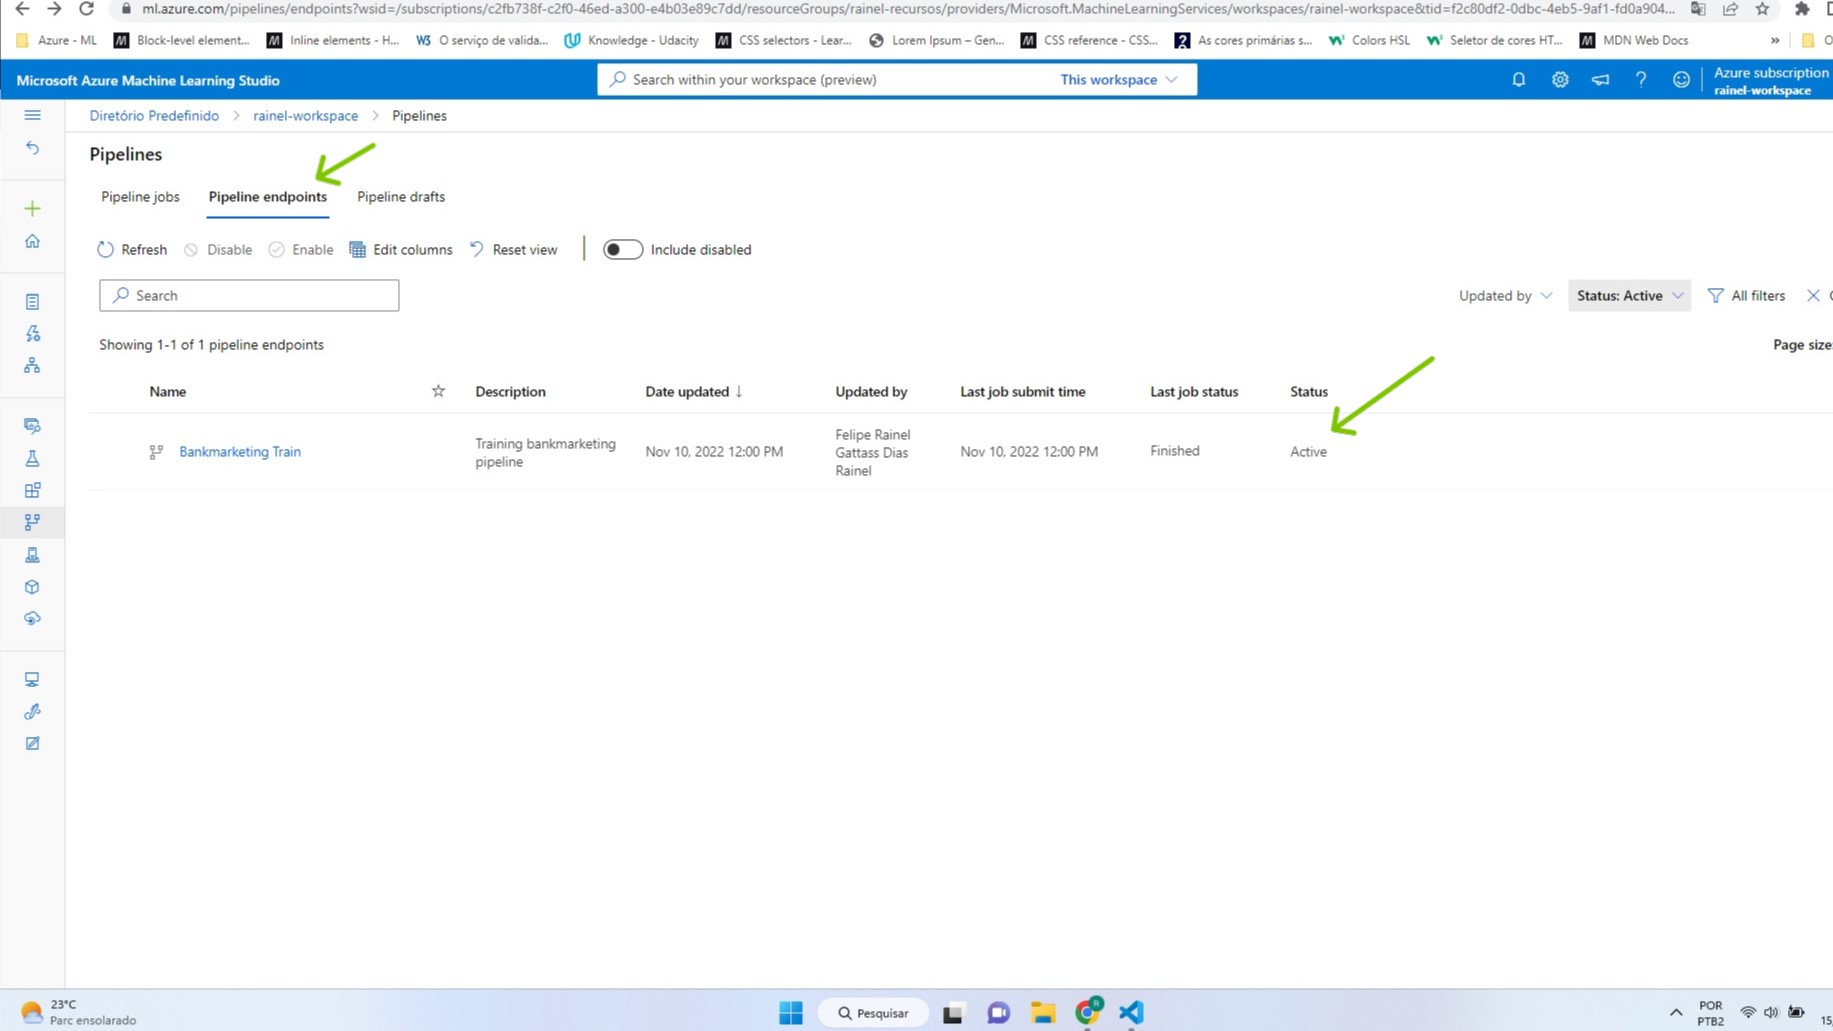 ml.azure.com/pipelines/endpoints?wsid=/subscriptions/c2fb738f-c2f0-46ed-a300-e4b03e89c7dd/resourceGroups/rainel-recursos/providers/Microsoft.MachineLearningServices/workspaces/rainel-workspace&tid=f2c80df2-0dbc-4eb5-9af1-fd0a904...
Azure - ML Block-level element... Inline elements - H... W3 O serviço de valida... Knowledge - Udacity CSS selectors - Lear... Lorem Ipsum – Gen... CSS reference - CSS... As cores primárias s... Colors HSL Seletor de cores HT... MDN Web Docs » O
Microsoft Azure Machine Learning Studio
Search within your workspace (preview) This workspace
Azure subscription
rainel-workspace
Diretório Predefinido > rainel-workspace > Pipelines
Pipelines
Pipeline jobs Pipeline endpoints Pipeline drafts
Refresh Disable Enable Edit columns Reset view Include disabled
Search
Updated by Status: Active All filters
Showing 1-1 of 1 pipeline endpoints
Page size:
Name Description Date updated ↓ Updated by Last job submit time Last job status Status
Bankmarketing Train
Training bankmarketing
pipeline
Nov 10, 2022 12:00 PM
Felipe Rainel
Gattass Dias
Rainel
Nov 10, 2022 12:00 PM
Finished
Active
23°C
Parc ensolarado
Pesquisar
R
POR
PTB2
15